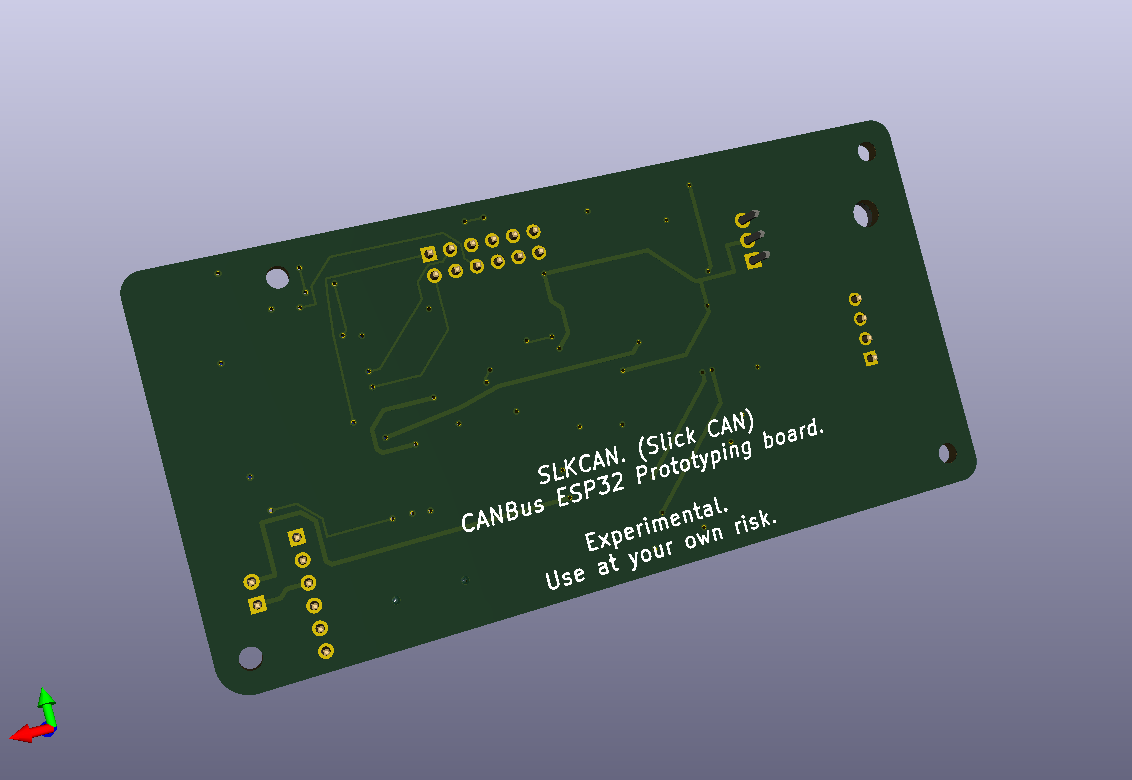 SLKCAN. (Slick CAN)
CANBus ESP32 Prototyping board.
Experimental.
Use at your own risk.